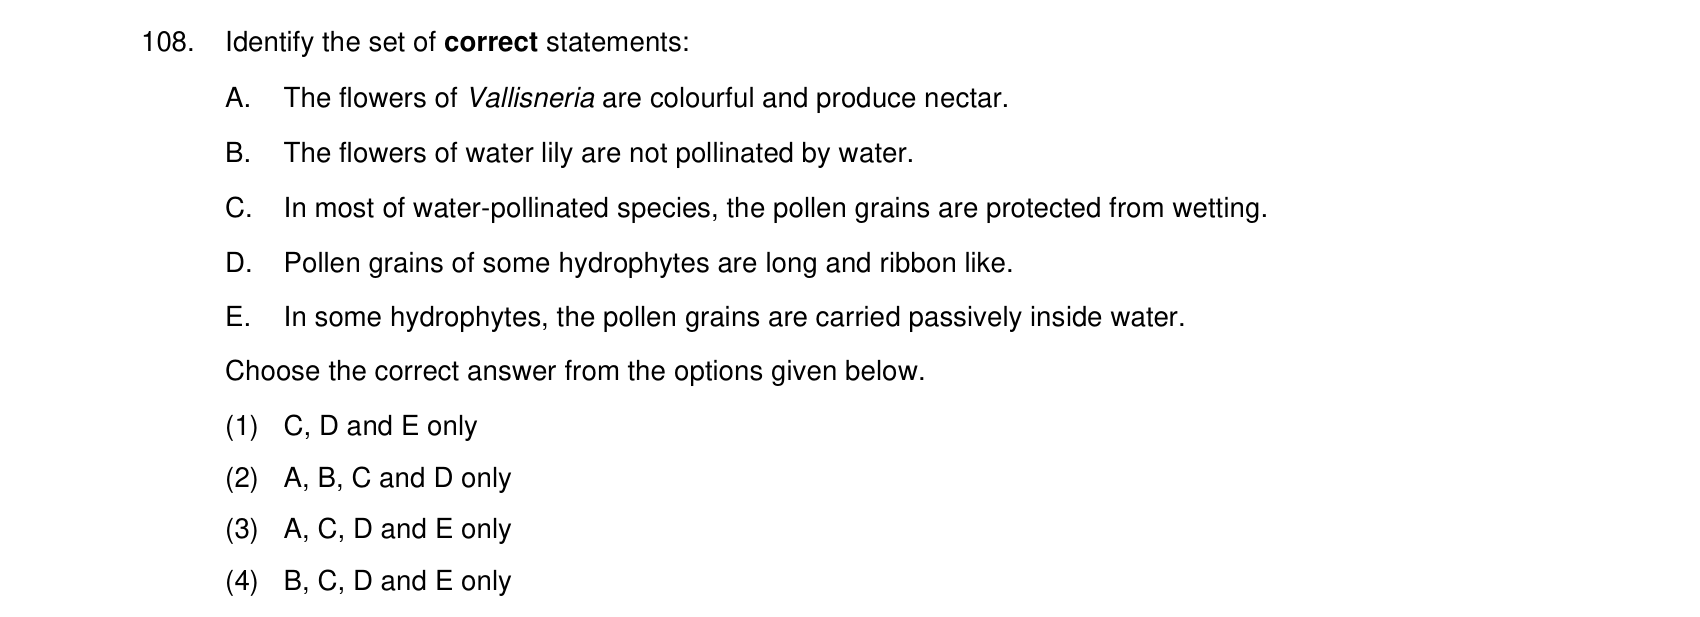 108. Identify the set of correct statements:
A. The flowers of Vallisneria are colourful and produce nectar.
B. The flowers of water lily are not pollinated by water.
C. In most of water-pollinated species, the pollen grains are protected from wetting.
D. Pollen grains of some hydrophytes are long and ribbon like.
E. In some hydrophytes, the pollen grains are carried passively inside water.
Choose the correct answer from the options given below.
(1) C, D and E only
(2) A, B, C and D only
(3) A, C, D and E only
(4) B, C, D and E only